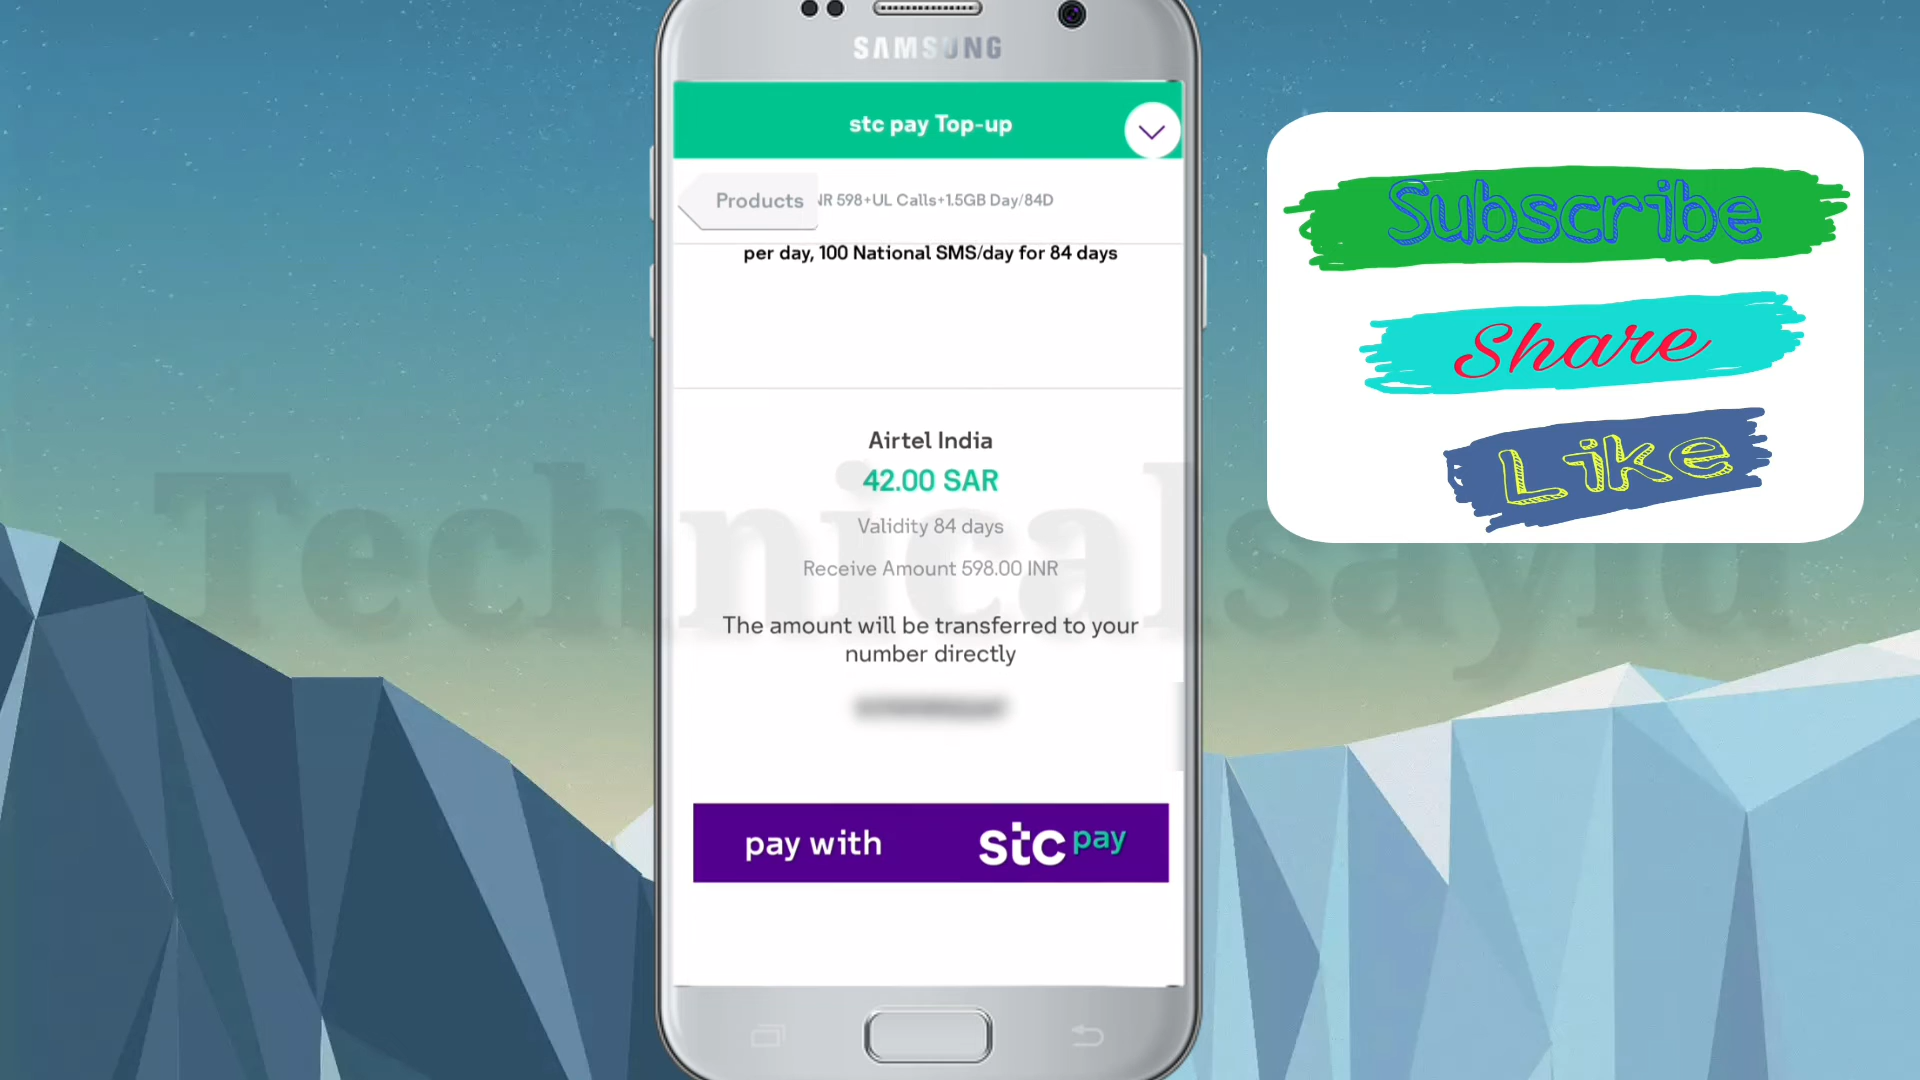 SAMSUNG
stc pay Top-up
Products
NR 598+UL Calls+1.5GB Day/84D
per day, 100 National SMS/day for 84 days
Airtel India
42.00 SAR
Validity 84 days
Receive Amount 598.00 INR
The amount will be transferred to your
number directly
pay with stc pay
Subscribe
Share
Like